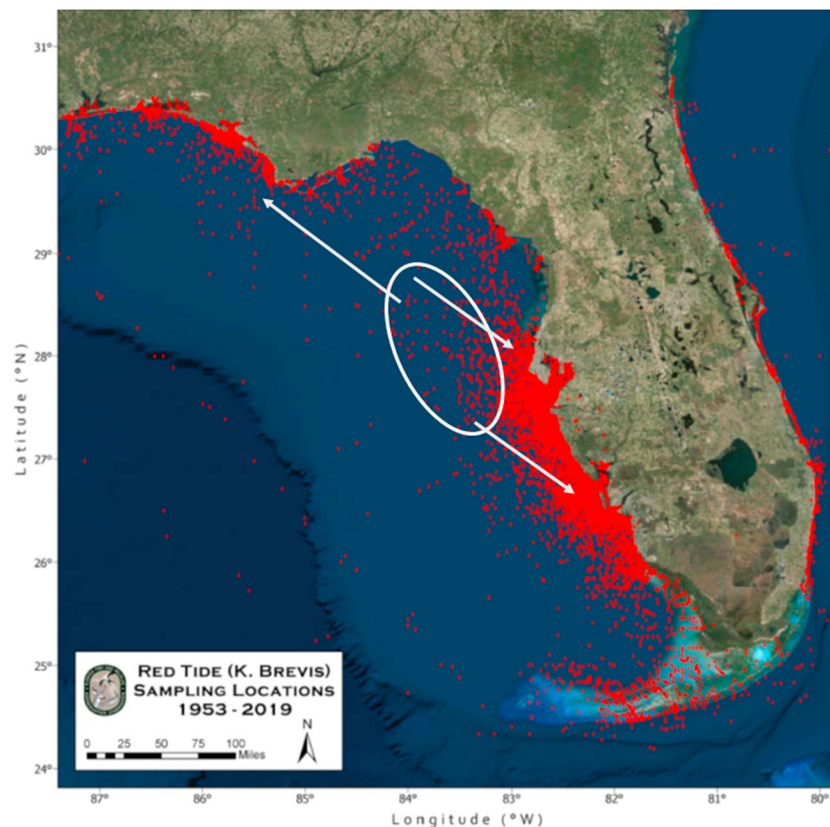 31°
30°
29°
28°
27°
26°
25°
24°
Latitude (°N)
RED TIDE (K. BREVIS)
SAMPLING LOCATIONS
1953 - 2019
N
0 25 50 75 100
Miles
87° 86° 85° 84° 83° 82° 81° 80°
Longitude (°W)